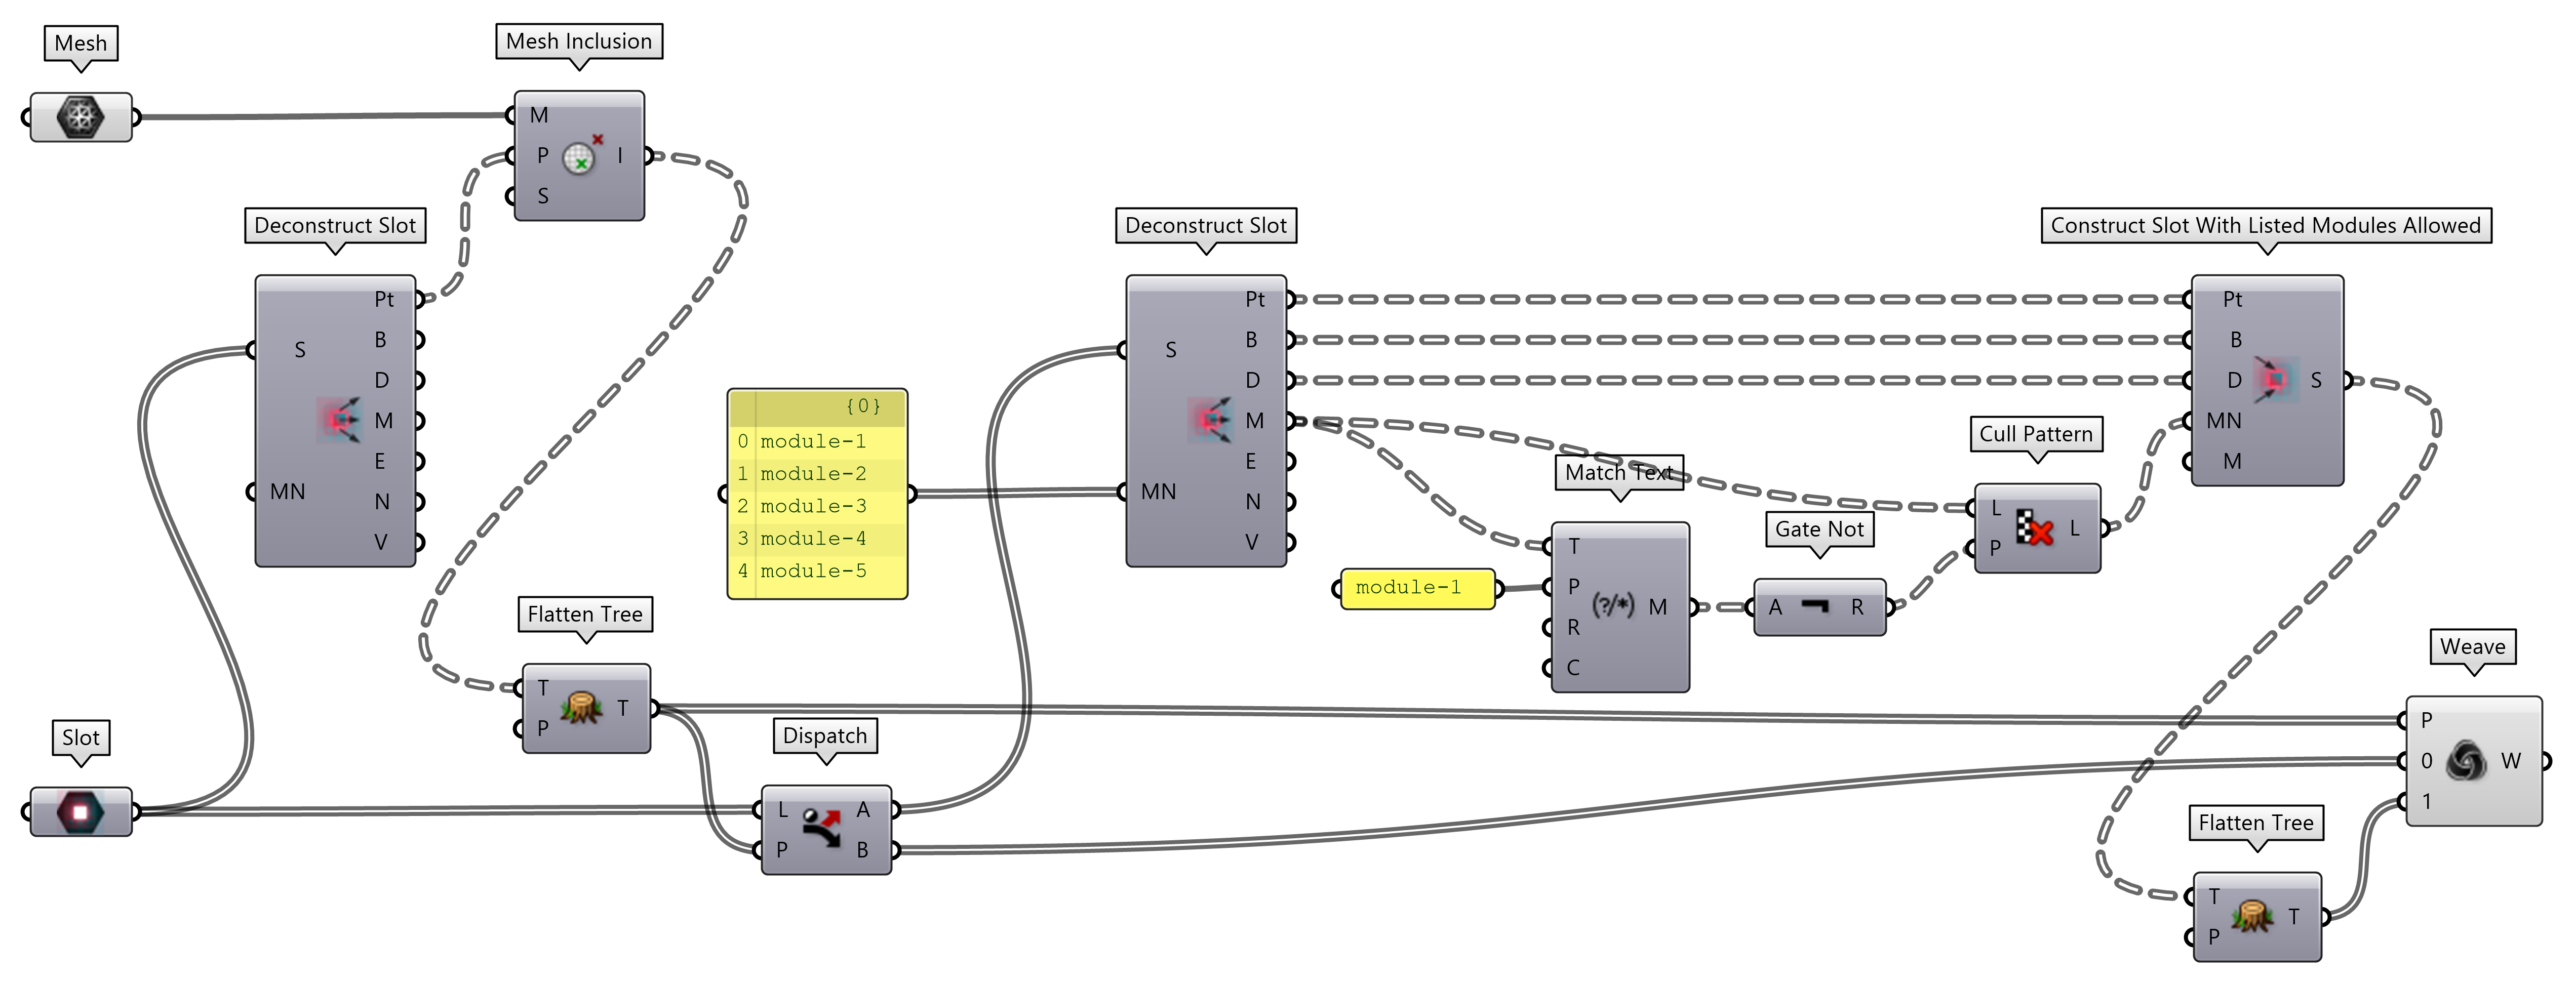 Mesh
Mesh Inclusion
M
P
S
I
Deconstruct Slot
S
MN
Pt
B
D
M
E
N
V
Flatten Tree
T
P
T
Slot
Dispatch
L
P
A
B
{0}
0 module-1
1 module-2
2 module-3
3 module-4
4 module-5
Deconstruct Slot
S
MN
Pt
B
D
M
E
N
V
module-1
Match Text
T
P
R
C
(?/*)
M
Gate Not
A
R
Cull Pattern
L
P
L
Construct Slot With Listed Modules Allowed
Pt
B
D
MN
M
S
Flatten Tree
T
P
T
Weave
P
0
1
W